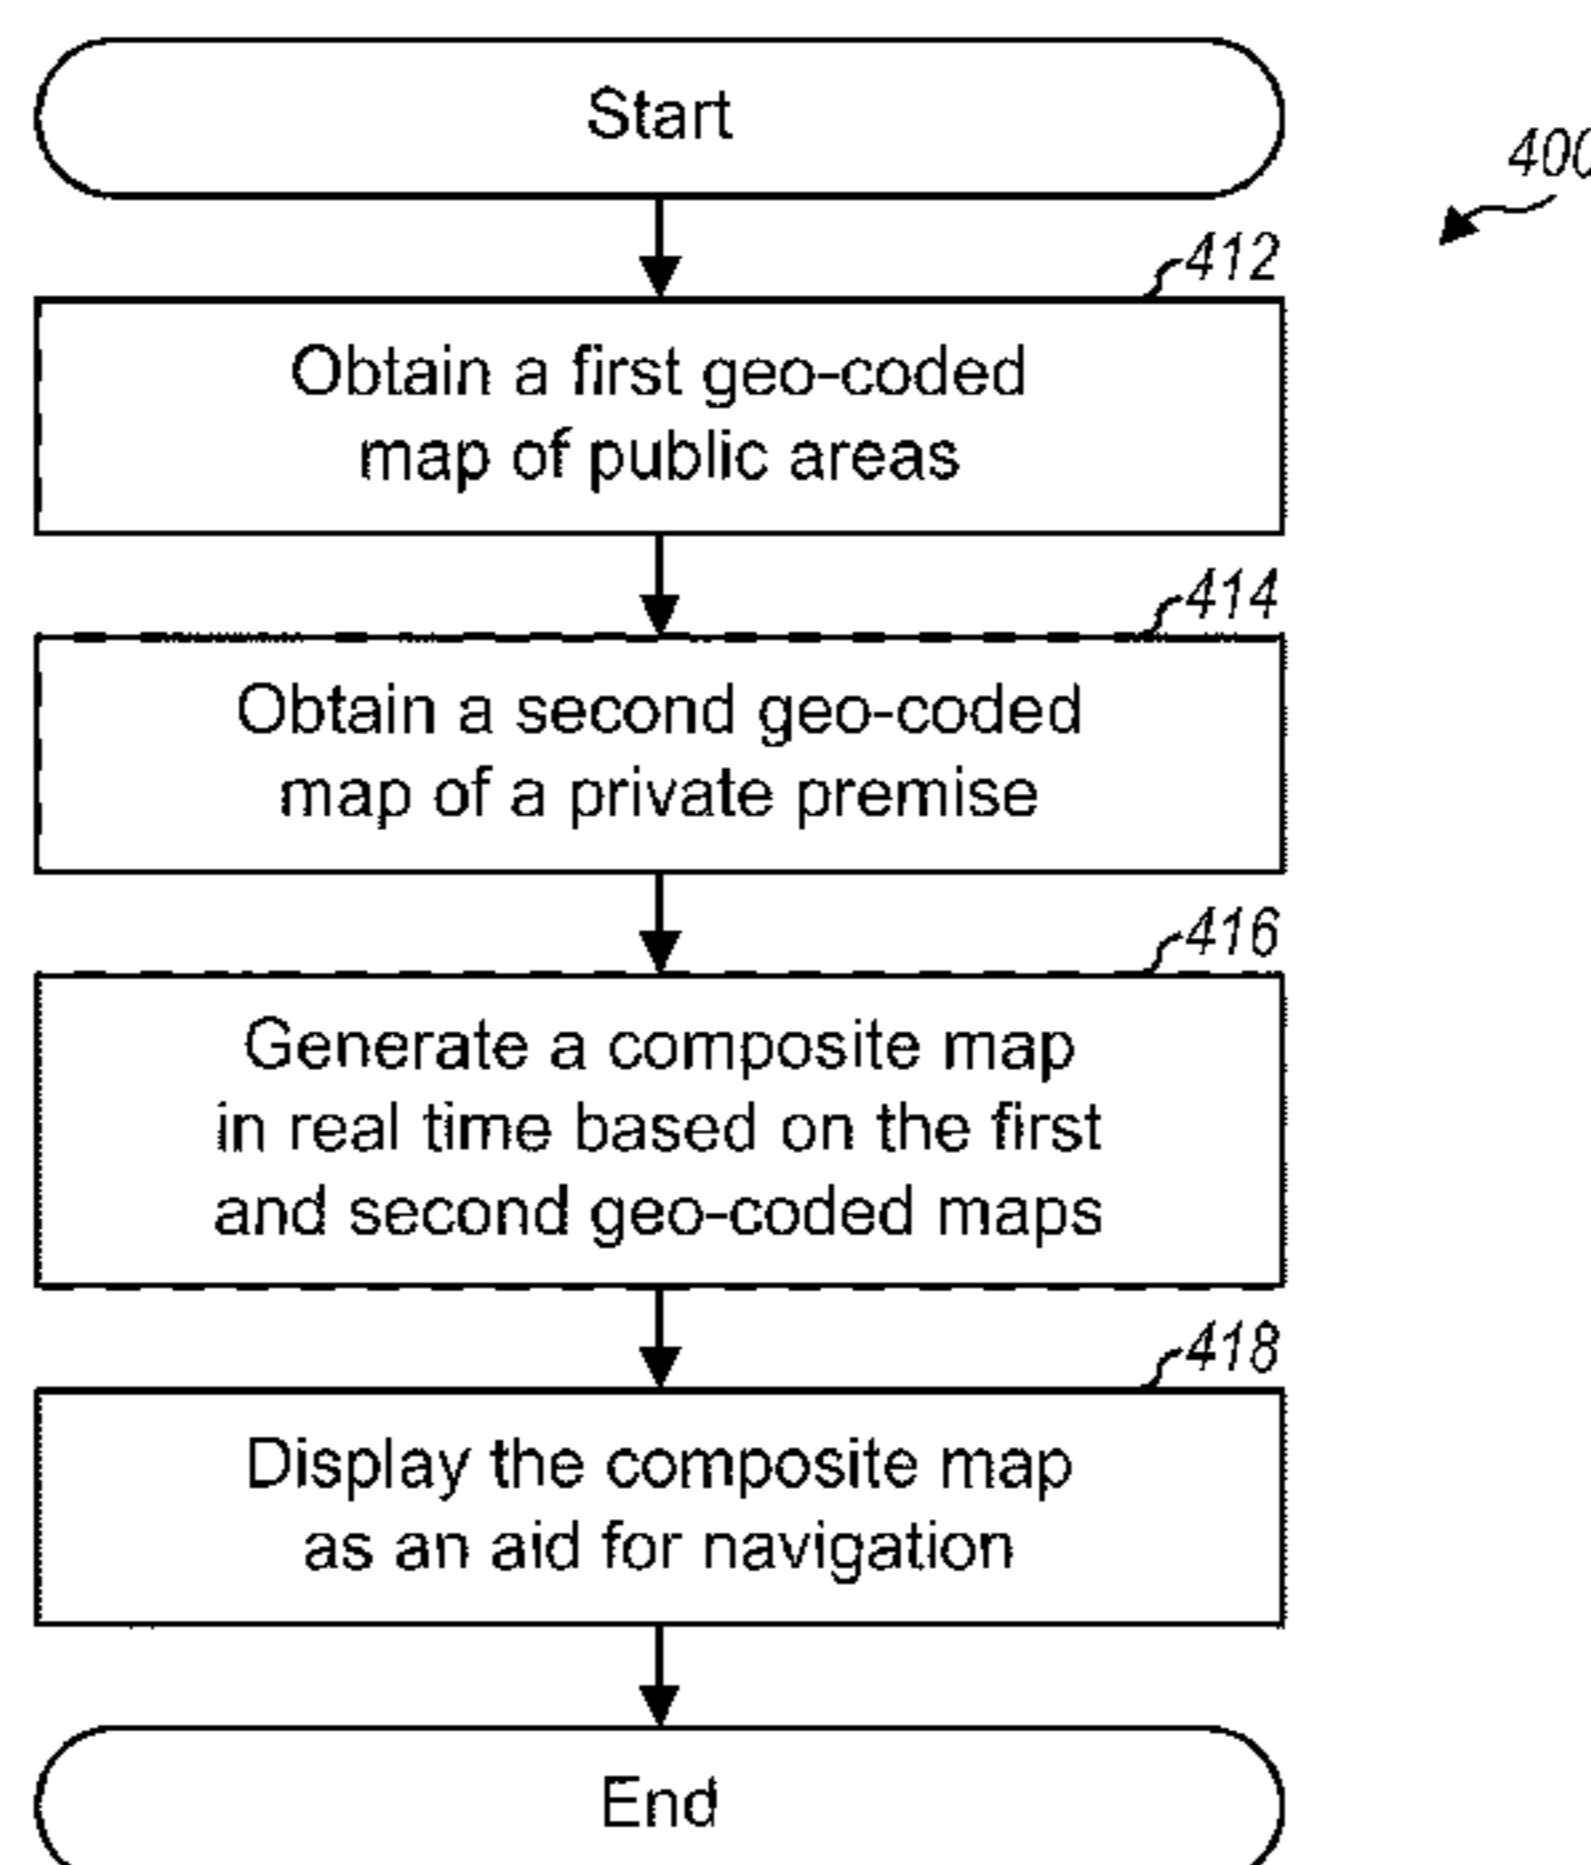 Start
400
412
Obtain a first geo-coded
map of public areas
414
Obtain a second geo-coded
map of a private premise
416
Generate a composite map
in real time based on the first
and second geo-coded maps
418
Display the composite map
as an aid for navigation
End